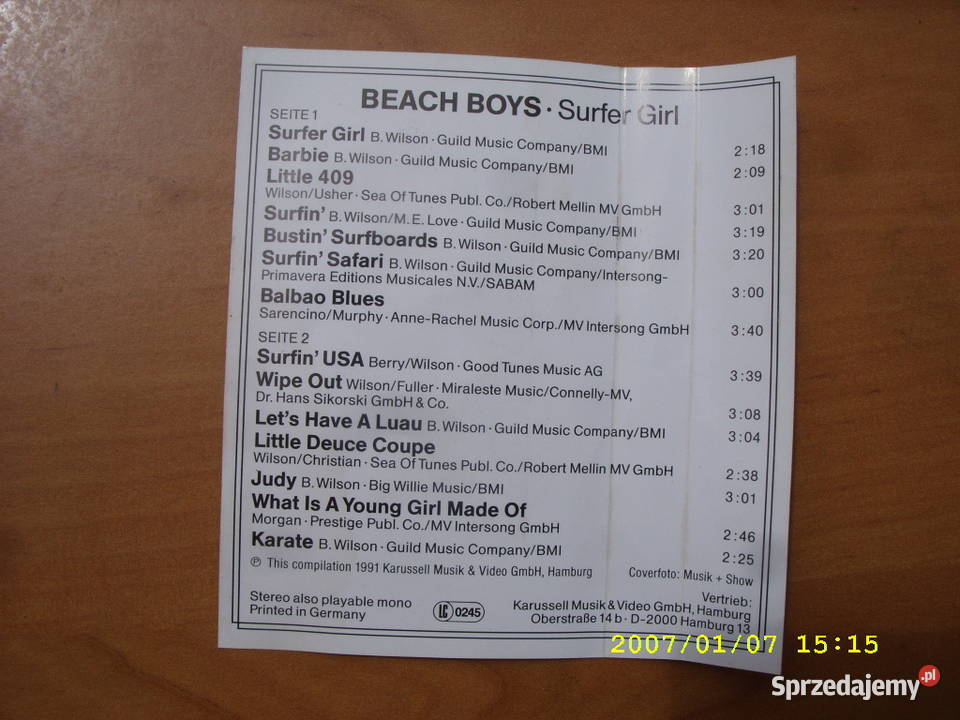 BEACH BOYS · Surfer Girl
SEITE 1
Surfer Girl B. Wilson · Guild Music Company/BMI 2:18
Barbie B. Wilson · Guild Music Company/BMI 2:09
Little 409
Wilson/Usher · Sea Of Tunes Publ. Co./Robert Mellin MV GmbH 3:01
Surfin' B. Wilson/M. E. Love · Guild Music Company/BMI 3:19
Bustin' Surfboards B. Wilson · Guild Music Company/BMI 3:20
Surfin' Safari B. Wilson · Guild Music Company/Intersong-
Primavera Editions Musicales N.V./SABAM 3:00
Balbao Blues
Sarencino/Murphy · Anne-Rachel Music Corp./MV Intersong GmbH 3:40
SEITE 2
Surfin' USA Berry/Wilson · Good Tunes Music AG 3:39
Wipe Out Wilson/Fuller · Miraleste Music/Connelly-MV,
Dr. Hans Sikorski GmbH & Co. 3:08
Let's Have A Luau B. Wilson · Guild Music Company/BMI 3:04
Little Deuce Coupe
Wilson/Christian · Sea Of Tunes Publ. Co./Robert Mellin MV GmbH 2:38
Judy B. Wilson · Big Willie Music/BMI 3:01
What Is A Young Girl Made Of
Morgan · Prestige Publ. Co./MV Intersong GmbH 2:46
Karate B. Wilson · Guild Music Company/BMI 2:25
℗ This compilation 1991 Karussell Musik & Video GmbH, Hamburg
Coverfoto: Musik + Show
Stereo also playable mono
Printed in Germany
LC 0245
Vertrieb:
Karussell Musik & Video GmbH, Hamburg
Oberstraße 14 b · D-2000 Hamburg 13
2007/01/07 15:15
Sprzedajemy.pl